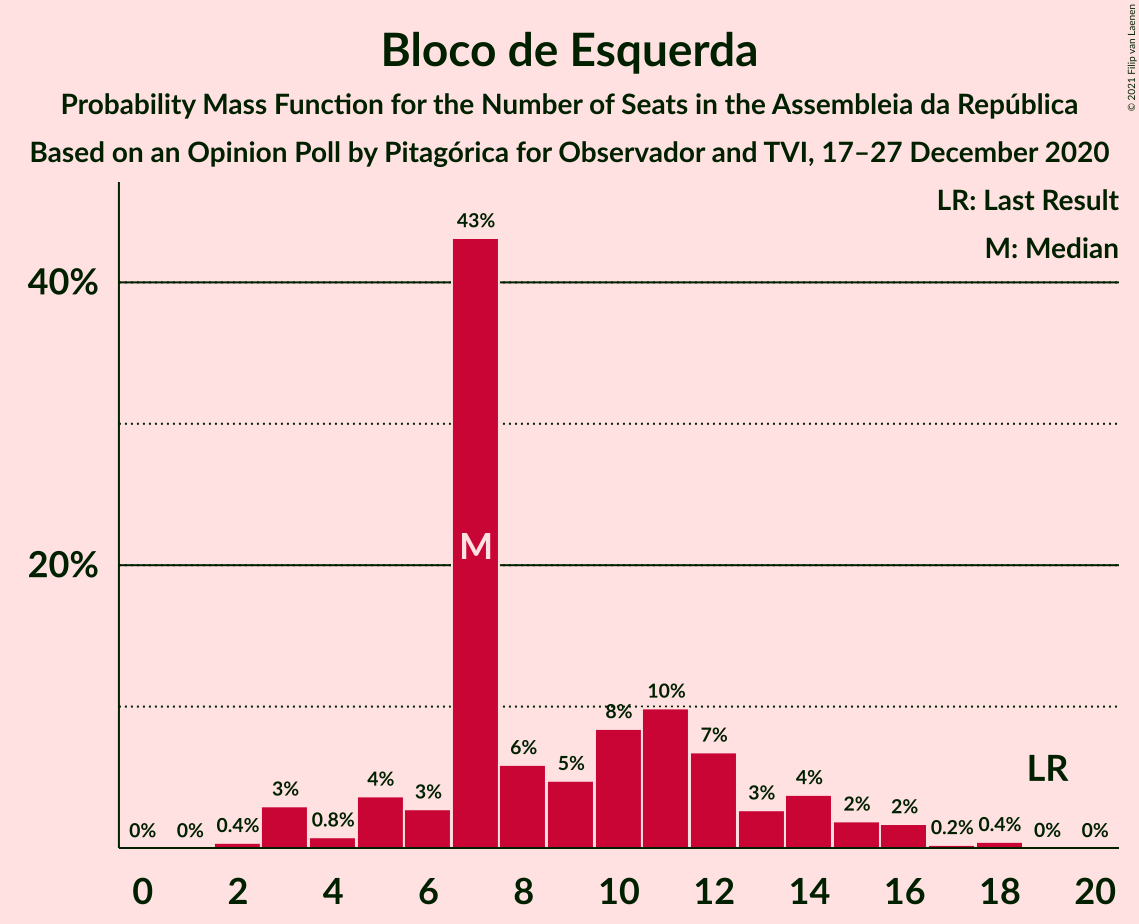 Bloco de Esquerda
Probability Mass Function for the Number of Seats in the Assembleia da República
Based on an Opinion Poll by Pitagórica for Observador and TVI, 17–27 December 2020
© 2021 Filip van Laenen
LR: Last Result
M: Median
43%
40%
M
20%
10%
8%
7%
6%
5%
LR
4%
4%
3%
3%
3%
2%
2%
0%
0%
0.4%
0.8%
0.2%
0.4%
0%
0%
0 2 4 6 8 10 12 14 16 18 20